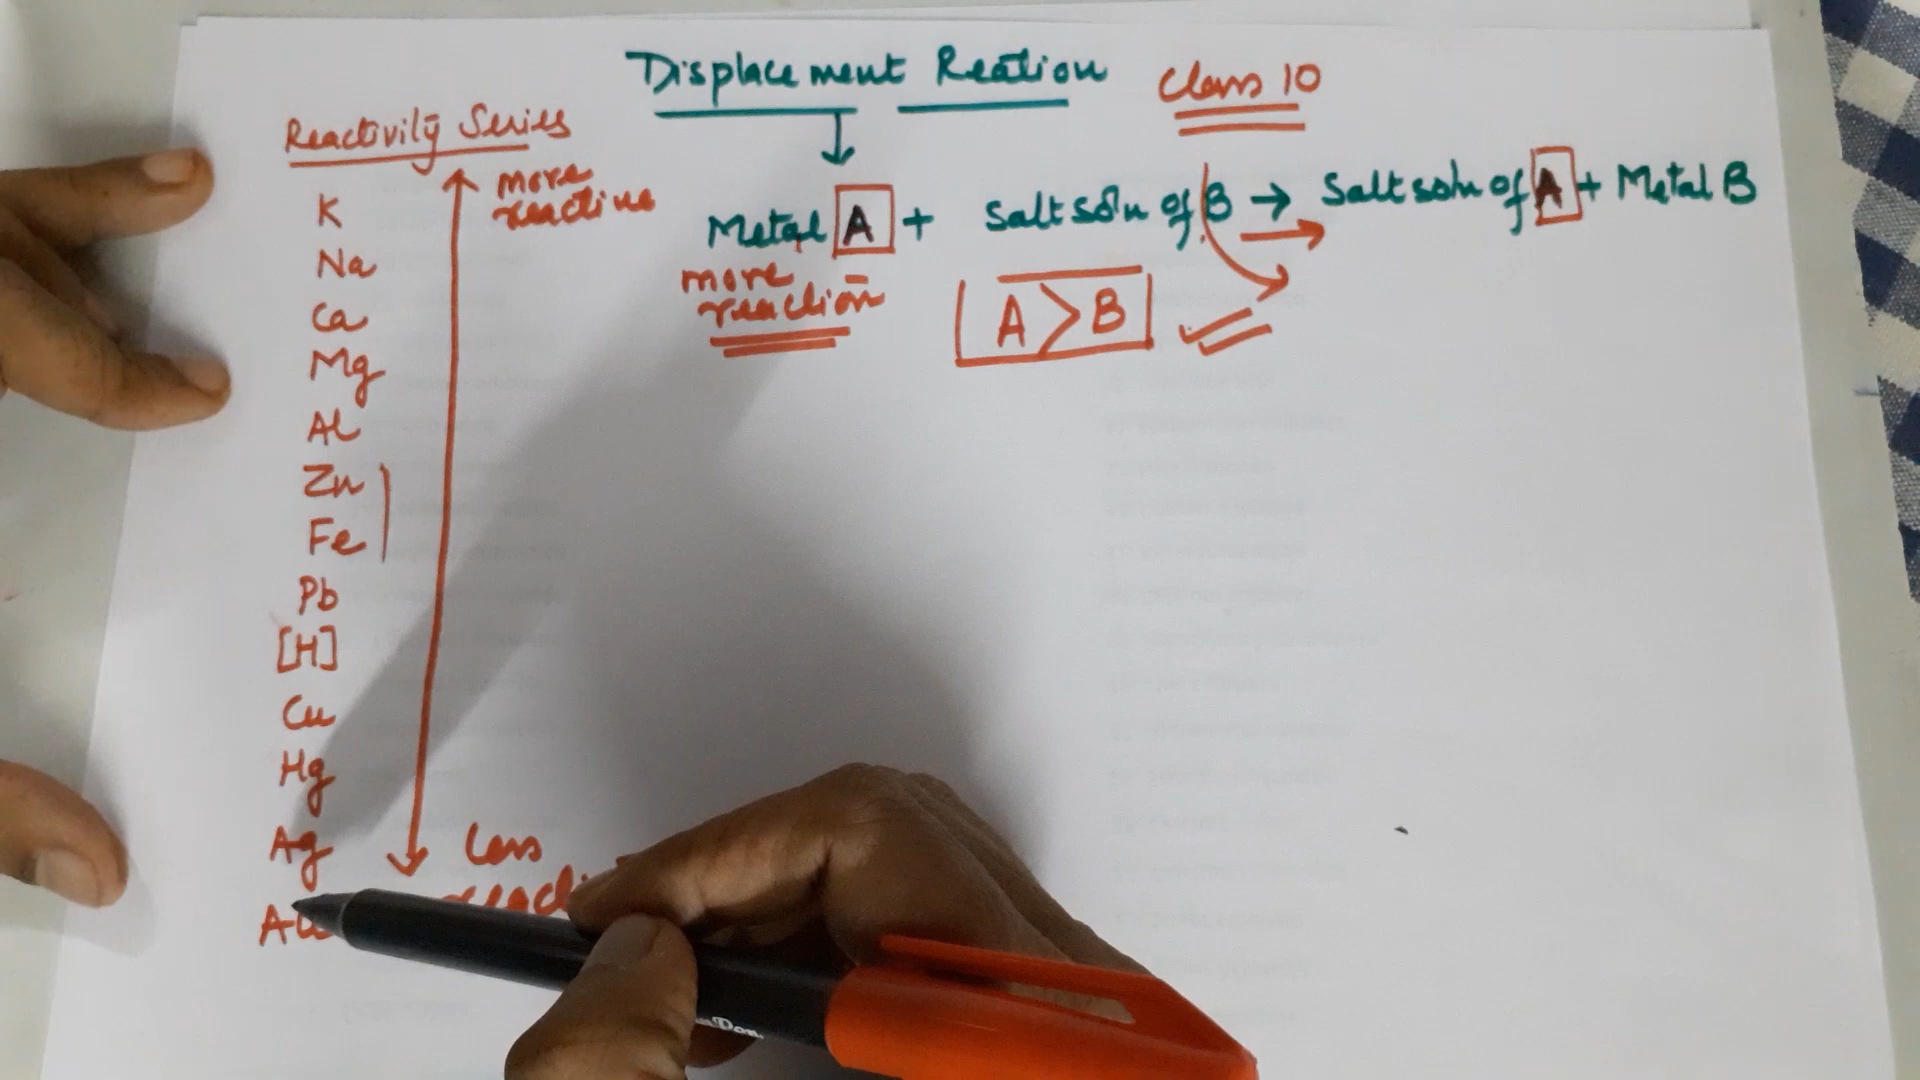 Displacement Reation
Class 10
Reactivity Series
more
reactive
K
Na
Ca
Mg
Al
Zn
Fe
Pb
[H]
Cu
Hg
Ag
Au
Less
Metal A + Salt soln of B → Salt soln of A + Metal B
more
reaction
A > B